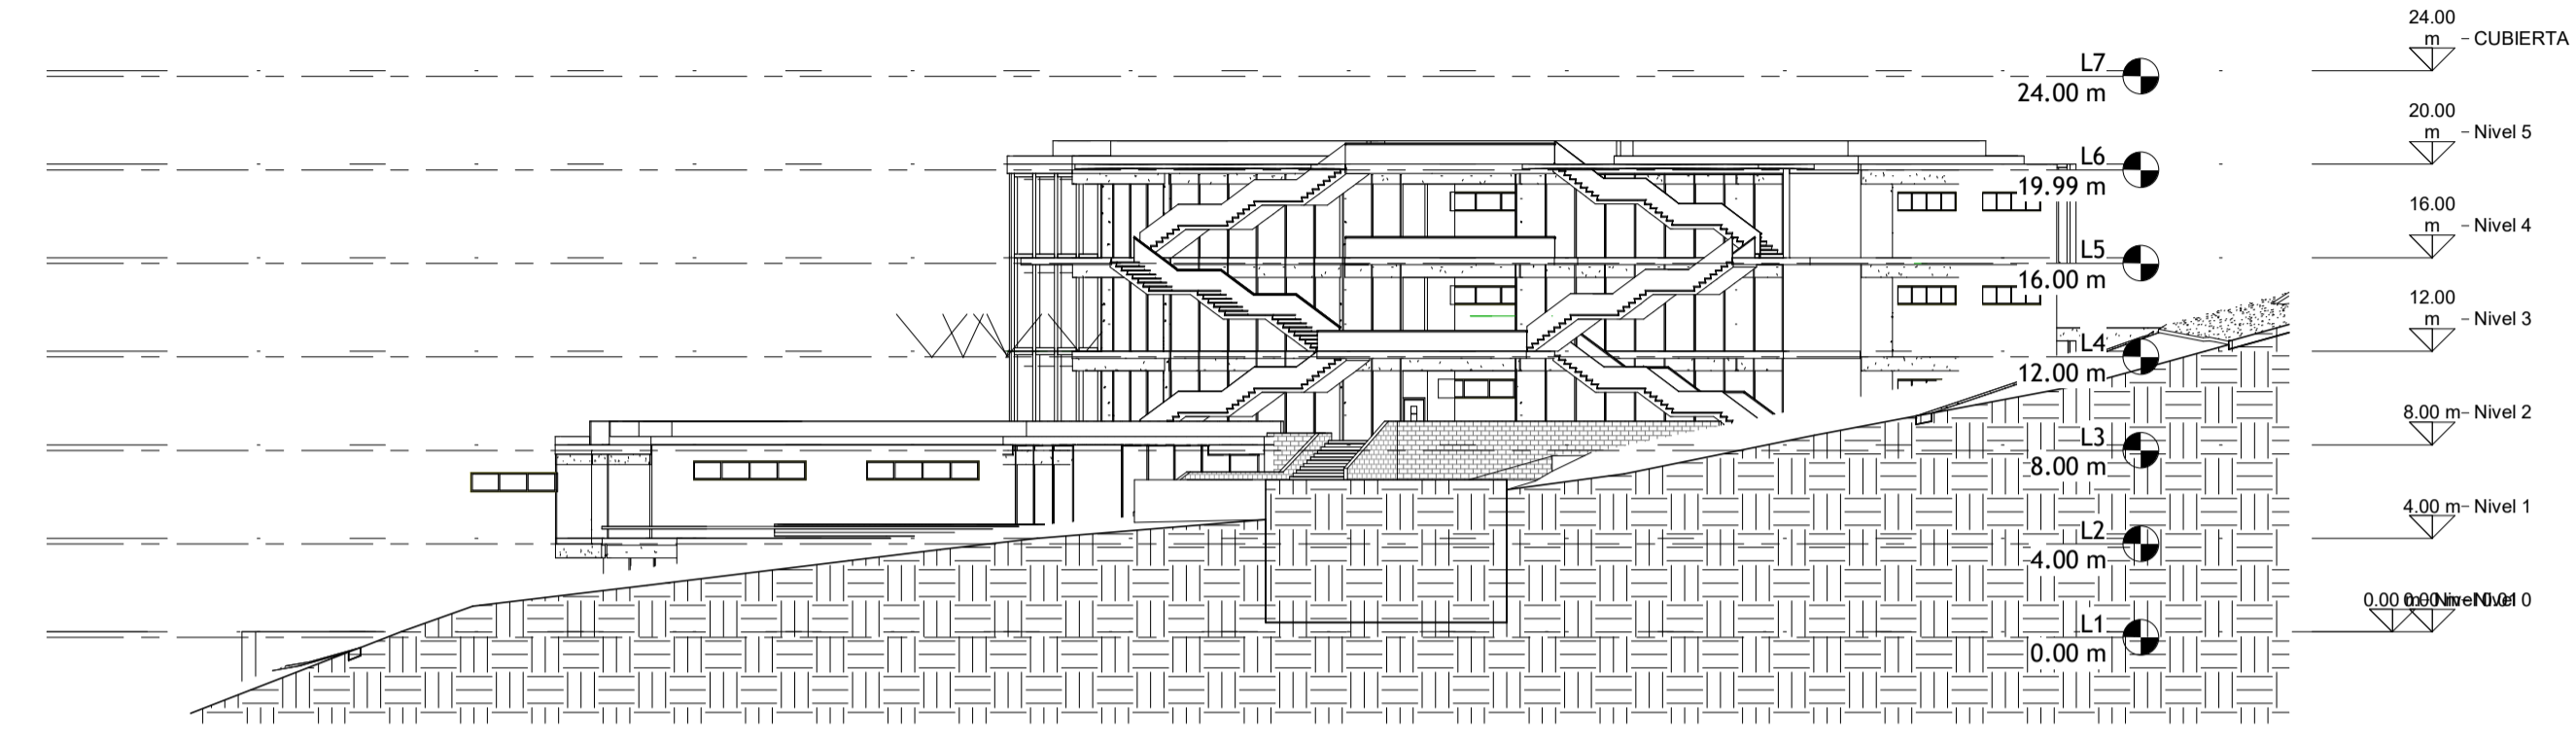 24.00
m - CUBIERTA
L7
24.00 m
20.00
m - Nivel 5
L6
19.99 m
16.00
m - Nivel 4
L5
16.00 m
12.00
m - Nivel 3
L4
12.00 m
8.00 m - Nivel 2
L3
8.00 m
4.00 m - Nivel 1
L2
4.00 m
0.00
L1
0.00 m